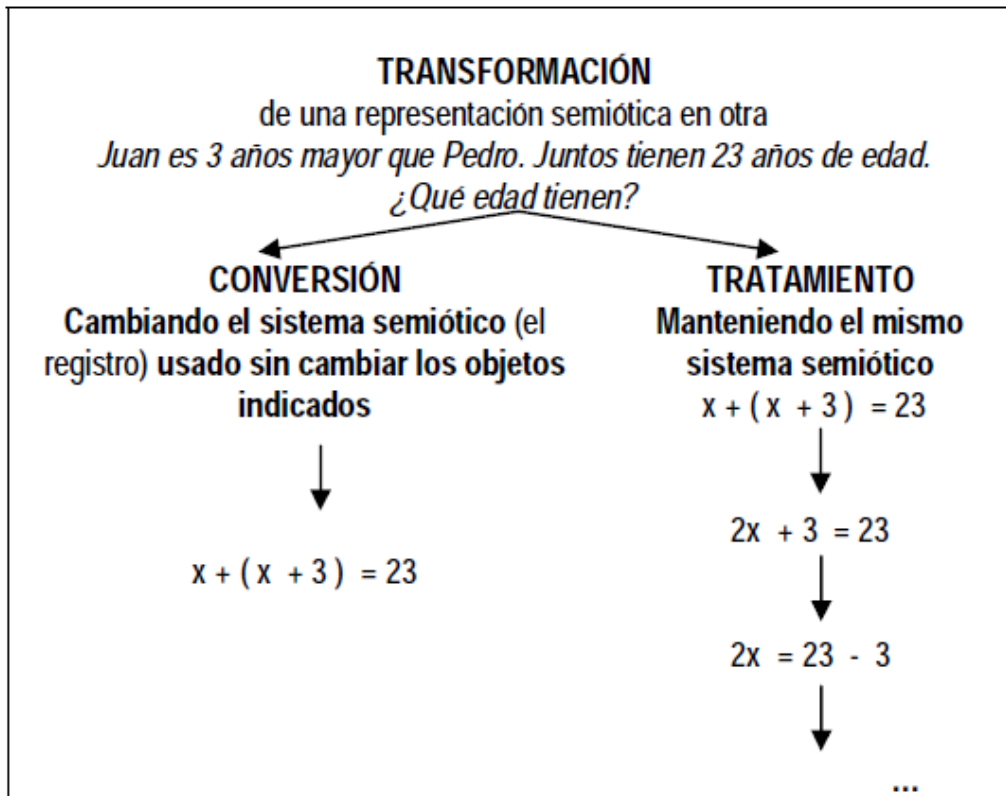 TRANSFORMACIÓN
de una representación semiótica en otra
Juan es 3 años mayor que Pedro. Juntos tienen 23 años de edad.
¿Qué edad tienen?
CONVERSIÓN
Cambiando el sistema semiótico (el
registro) usado sin cambiar los objetos
indicados
x + ( x + 3 ) = 23
TRATAMIENTO
Manteniendo el mismo
sistema semiótico
x + ( x + 3 ) = 23
2x + 3 = 23
2x = 23 - 3
...